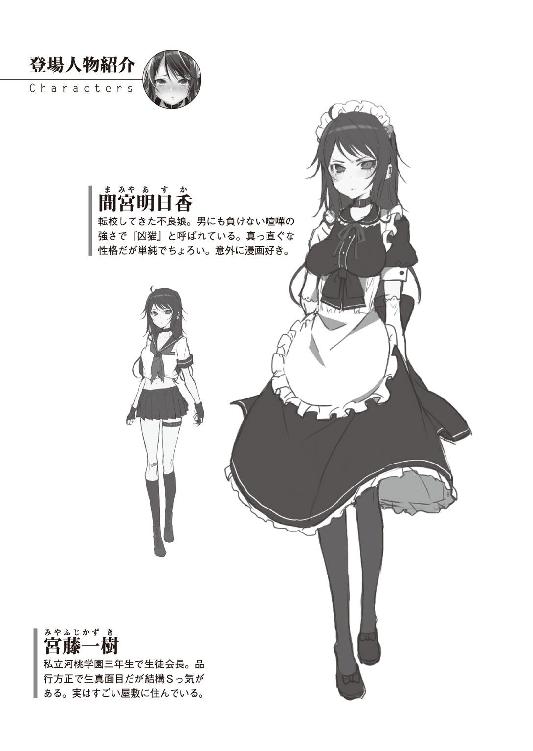 登場人物紹介
Characters
まみやあすか
間宮明日香
転校してきた不良娘。男にも負けない喧嘩の
強さで『凶猫』と呼ばれている。真っ直ぐな
性格だが単純でちょろい。意外に漫画好き。
みやふじかずき
宮藤一樹
私立河桃学園三年生で生徒会長。品
行方正で生真面目だが結構Ｓっ気が
ある。実はすごい屋敷に住んでいる。